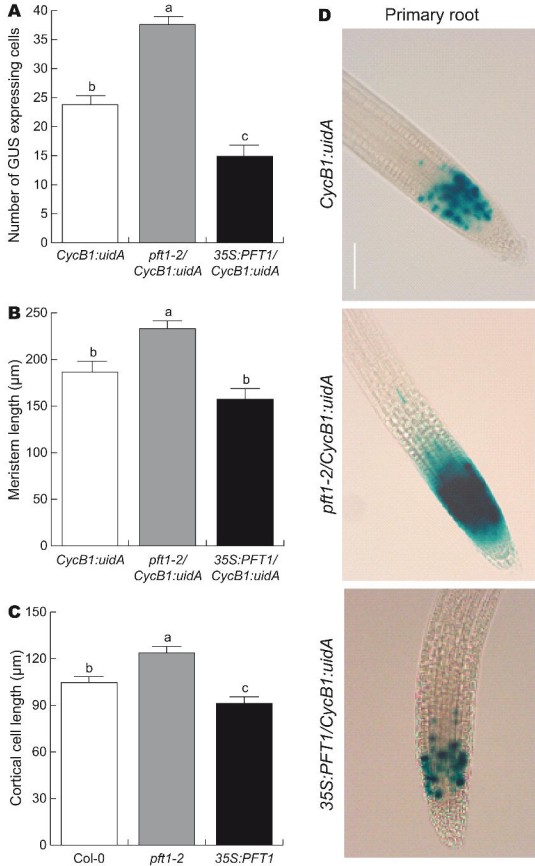 A
Number of GUS expressing cells
40
35
30
25
20
15
10
5
0
b
a
c
CycB1:uidA
pft1-2/
CycB1:uidA
35S:PFT1/
CycB1:uidA
B
Meristem length (µm)
250
200
150
100
50
0
b
a
b
CycB1:uidA
pft1-2/
CycB1:uidA
35S:PFT1/
CycB1:uidA
C
Cortical cell length (µm)
150
120
90
60
30
0
b
a
c
Col-0
pft1-2
35S:PFT1
D
Primary root
CycB1:uidA
pft1-2/CycB1:uidA
35S:PFT1/CycB1:uidA